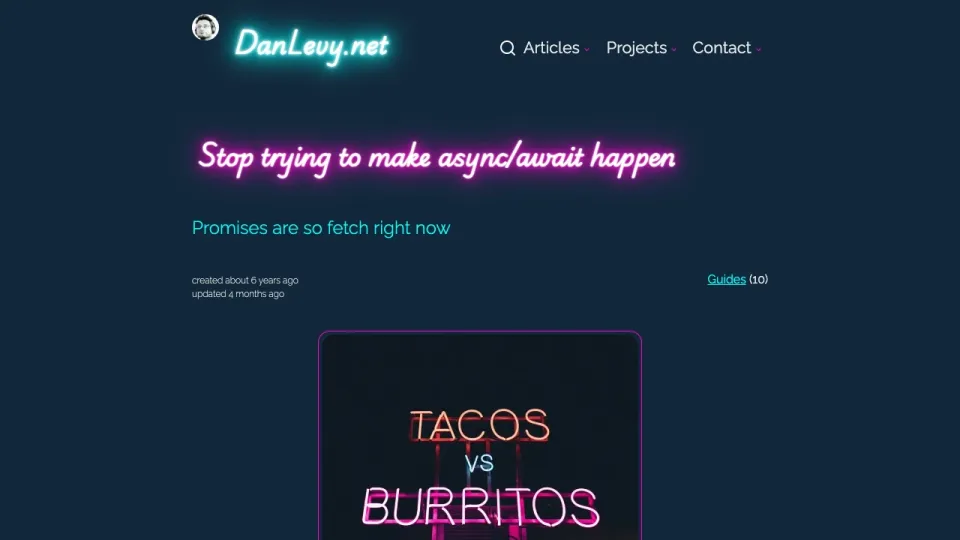 DanLevy.net
Articles
Projects
Contact
Stop trying to make async/await happen
Promises are so fetch right now
created about 6 years ago
updated 4 months ago
Guides (10)
TACOS
VS
BURRITOS